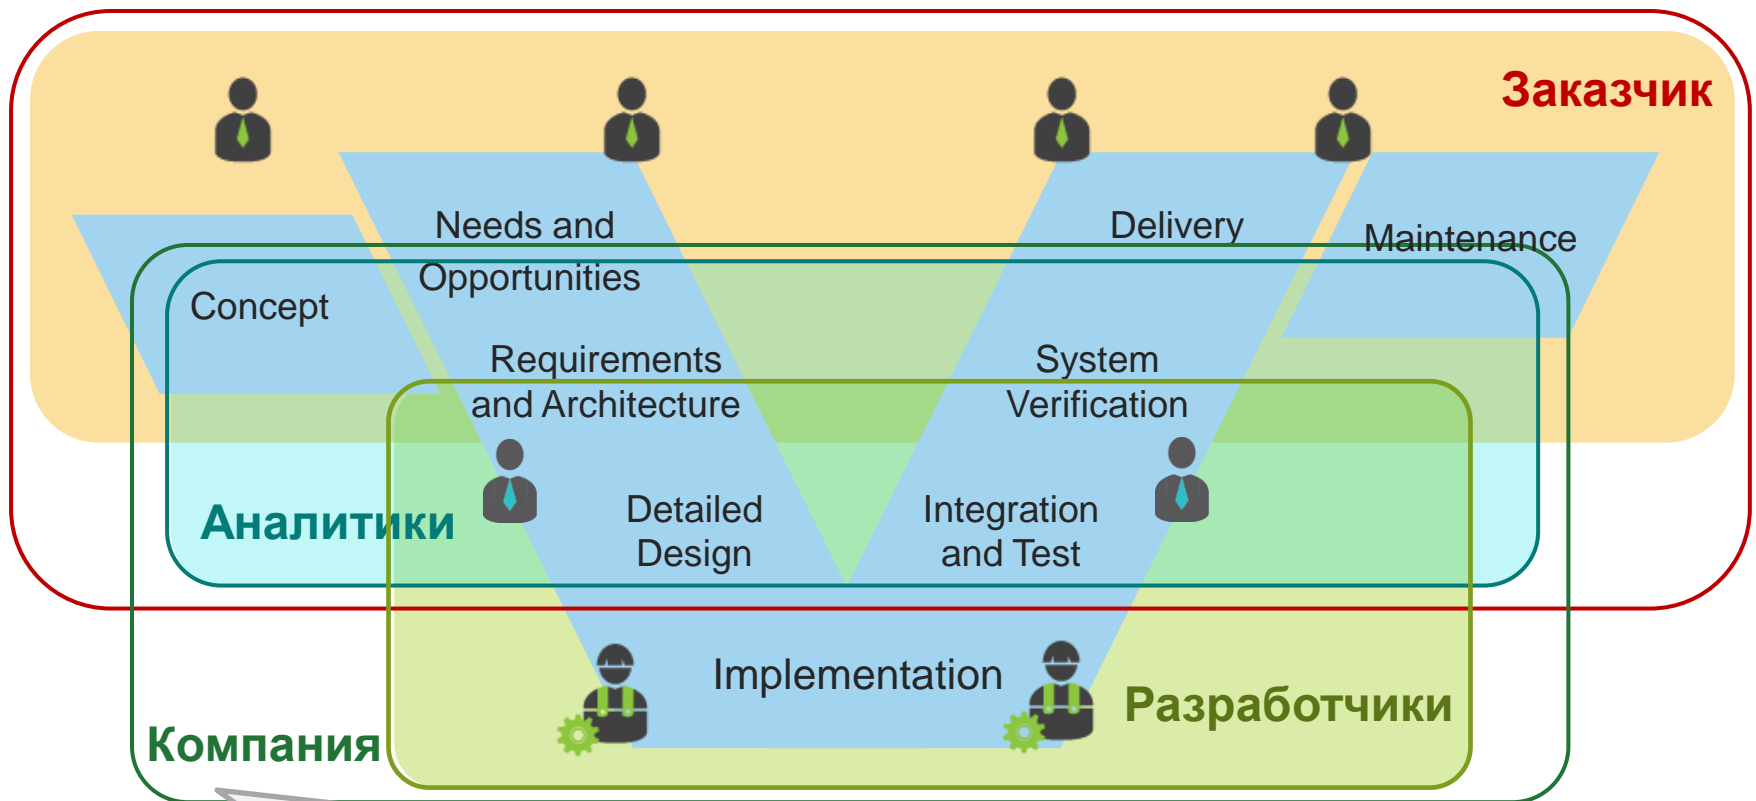 Заказчик
Needs and
Opportunities
Delivery
Maintenance
Concept
Requirements
and Architecture
System
Verification
Аналитики
Detailed
Design
Integration
and Test
Implementation
Разработчики
Компания